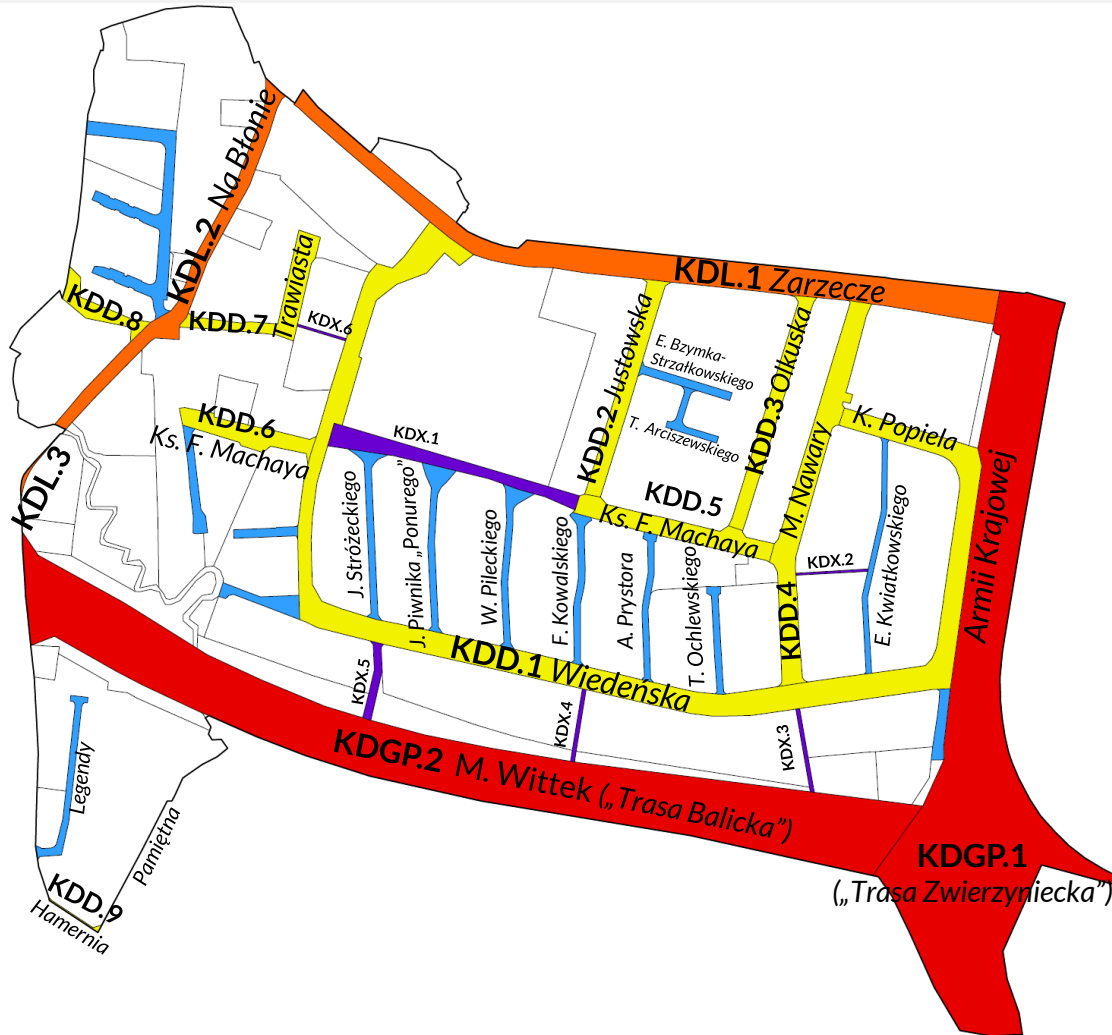 KDL.2 Na Błonie
KDD.8
KDD.7
Trawiasta
KDX.6
KDL.1 Zarzecze
KDD.2 Justowska
E. Bzymka-
Strzałkowskiego
T. Arciszewskiego
KDD.3 Olkuska
M. Nawary
K. Popiela
KDD.6
Ks. F. Machaya
KDX.1
KDL.3
J. Stróżeckiego
J. Piwnika „Ponurego”
W. Pileckiego
F. Kowalskiego
KDD.5
Ks. F. Machaya
A. Prystora
T. Ochlewskiego
KDD.4
KDX.2
E. Kwiatkowskiego
Armii Krajowej
KDD.1 Wiedeńska
KDX.5
KDX.4
KDX.3
KDGP.2 M. Wittek („Trasa Balicka”)
Legendy
Pamiętna
KDD.9
Hamernia
KDGP.1
(„Trasa Zwierzyniecka”)